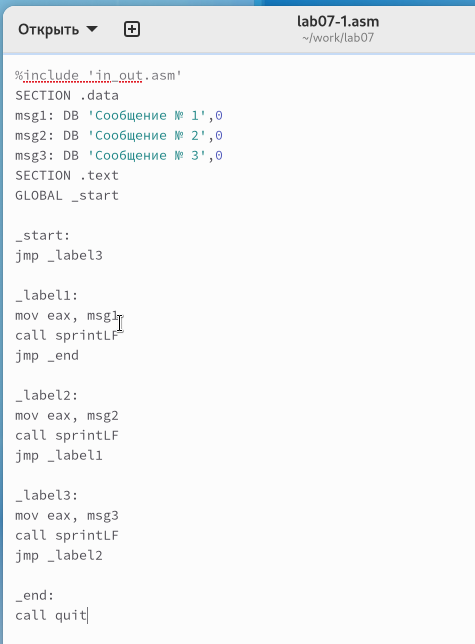 Открыть
lab07-1.asm
~/work/lab07
%include 'in_out.asm'
SECTION .data
msg1: DB 'Сообщение № 1',0
msg2: DB 'Сообщение № 2',0
msg3: DB 'Сообщение № 3',0
SECTION .text
GLOBAL _start
_start:
jmp _label3
_label1:
mov eax, msg1
call sprintLF
jmp _end
_label2:
mov eax, msg2
call sprintLF
jmp _label1
_label3:
mov eax, msg3
call sprintLF
jmp _label2
_end:
call quit